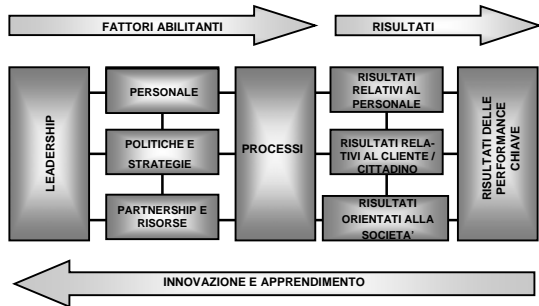 FATTORI ABILITANTI
RISULTATI
LEADERSHIP
PERSONALE
POLITICHE E
STRATEGIE
PARTNERSHIP E
RISORSE
PROCESSI
RISULTATI
RELATIVI AL
PERSONALE
RISULTATI RELA-
TIVI AL CLIENTE /
CITTADINO
RISULTATI
ORIENTATI ALLA
SOCIETA'
RISULTATI DELLE
PERFORMANCE
CHIAVE
INNOVAZIONE E APPRENDIMENTO